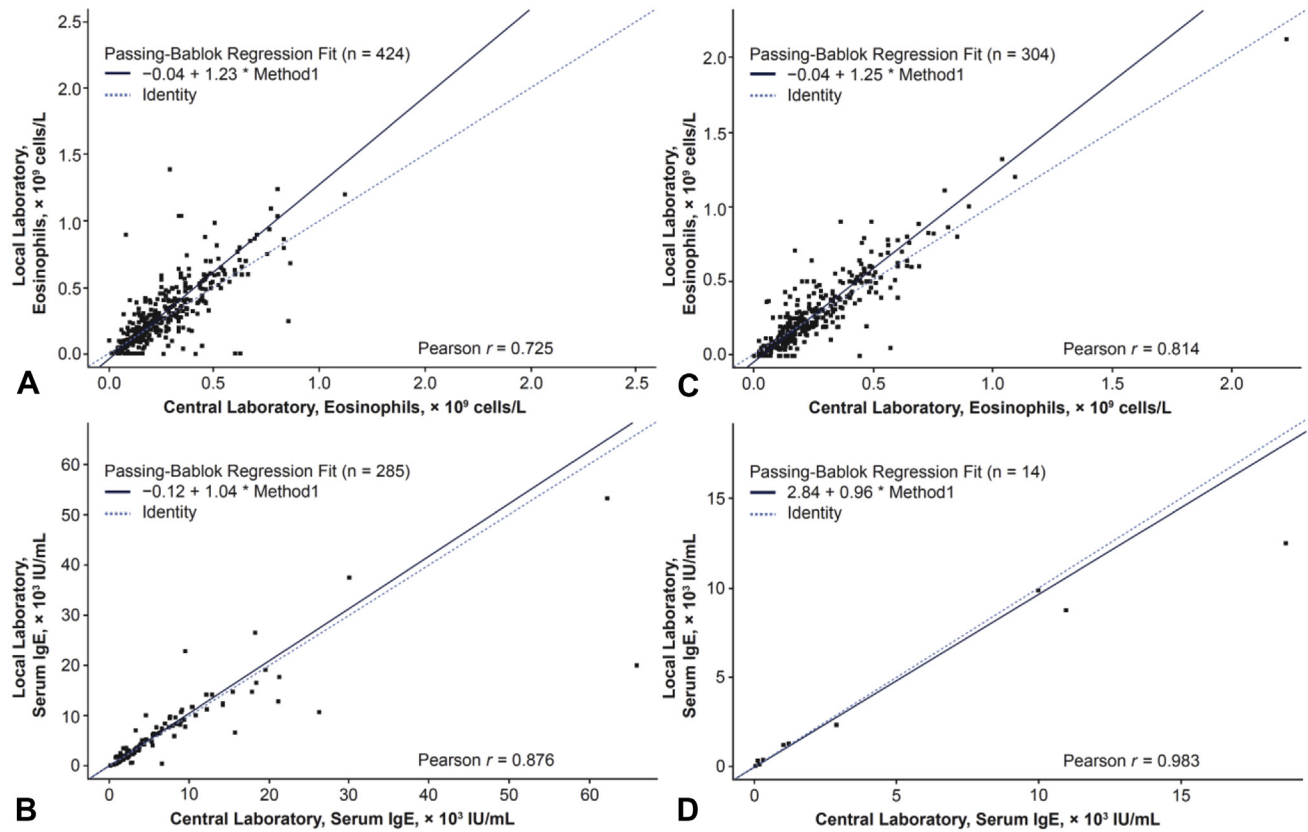 2.5
2.0
1.5
1.0
0.5
0.0
Local Laboratory,
Eosinophils, × 10⁹ cells/L
Passing-Bablok Regression Fit (n = 424)
−0.04 + 1.23 * Method1
Identity
Pearson r = 0.725
A
0.0 0.5 1.0 2.0 2.0 2.5
Central Laboratory, Eosinophils, × 10⁹ cells/L
2.0
1.5
1.0
0.5
0.0
Local Laboratory,
Eosinophils, × 10⁹ cells/L
Passing-Bablok Regression Fit (n = 304)
−0.04 + 1.25 * Method1
Identity
Pearson r = 0.814
C
0.0 0.5 1.0 1.5 2.0
Central Laboratory, Eosinophils, × 10⁹ cells/L
60
50
40
30
20
10
0
Local Laboratory,
Serum IgE, × 10³ IU/mL
Passing-Bablok Regression Fit (n = 285)
−0.12 + 1.04 * Method1
Identity
Pearson r = 0.876
B
0 10 20 30 40 50 60
Central Laboratory, Serum IgE, × 10³ IU/mL
15
10
5
0
Local Laboratory,
Serum IgE, × 10³ IU/mL
Passing-Bablok Regression Fit (n = 14)
2.84 + 0.96 * Method1
Identity
Pearson r = 0.983
D
0 5 10 15
Central Laboratory, Serum IgE, × 10³ IU/mL